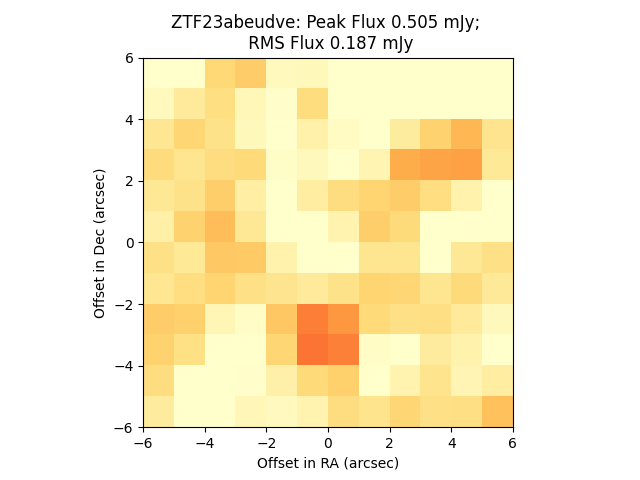 ZTF23abeudve: Peak Flux 0.505 mJy;
RMS Flux 0.187 mJy
6
4
2
0
−2
−4
−6
Offset in Dec (arcsec)
−6 −4 −2 0 2 4 6
Offset in RA (arcsec)